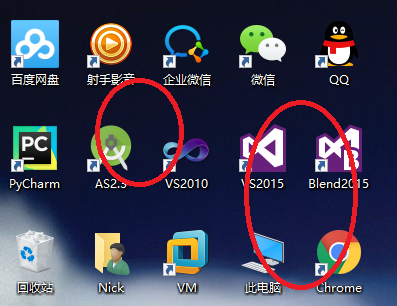 百度网盘 射手影音 企业微信 微信 QQ
PC
PyCharm AS2.3 VS2010 VS2015 Blend2015
回收站 Nick VM 此电脑 Chrome